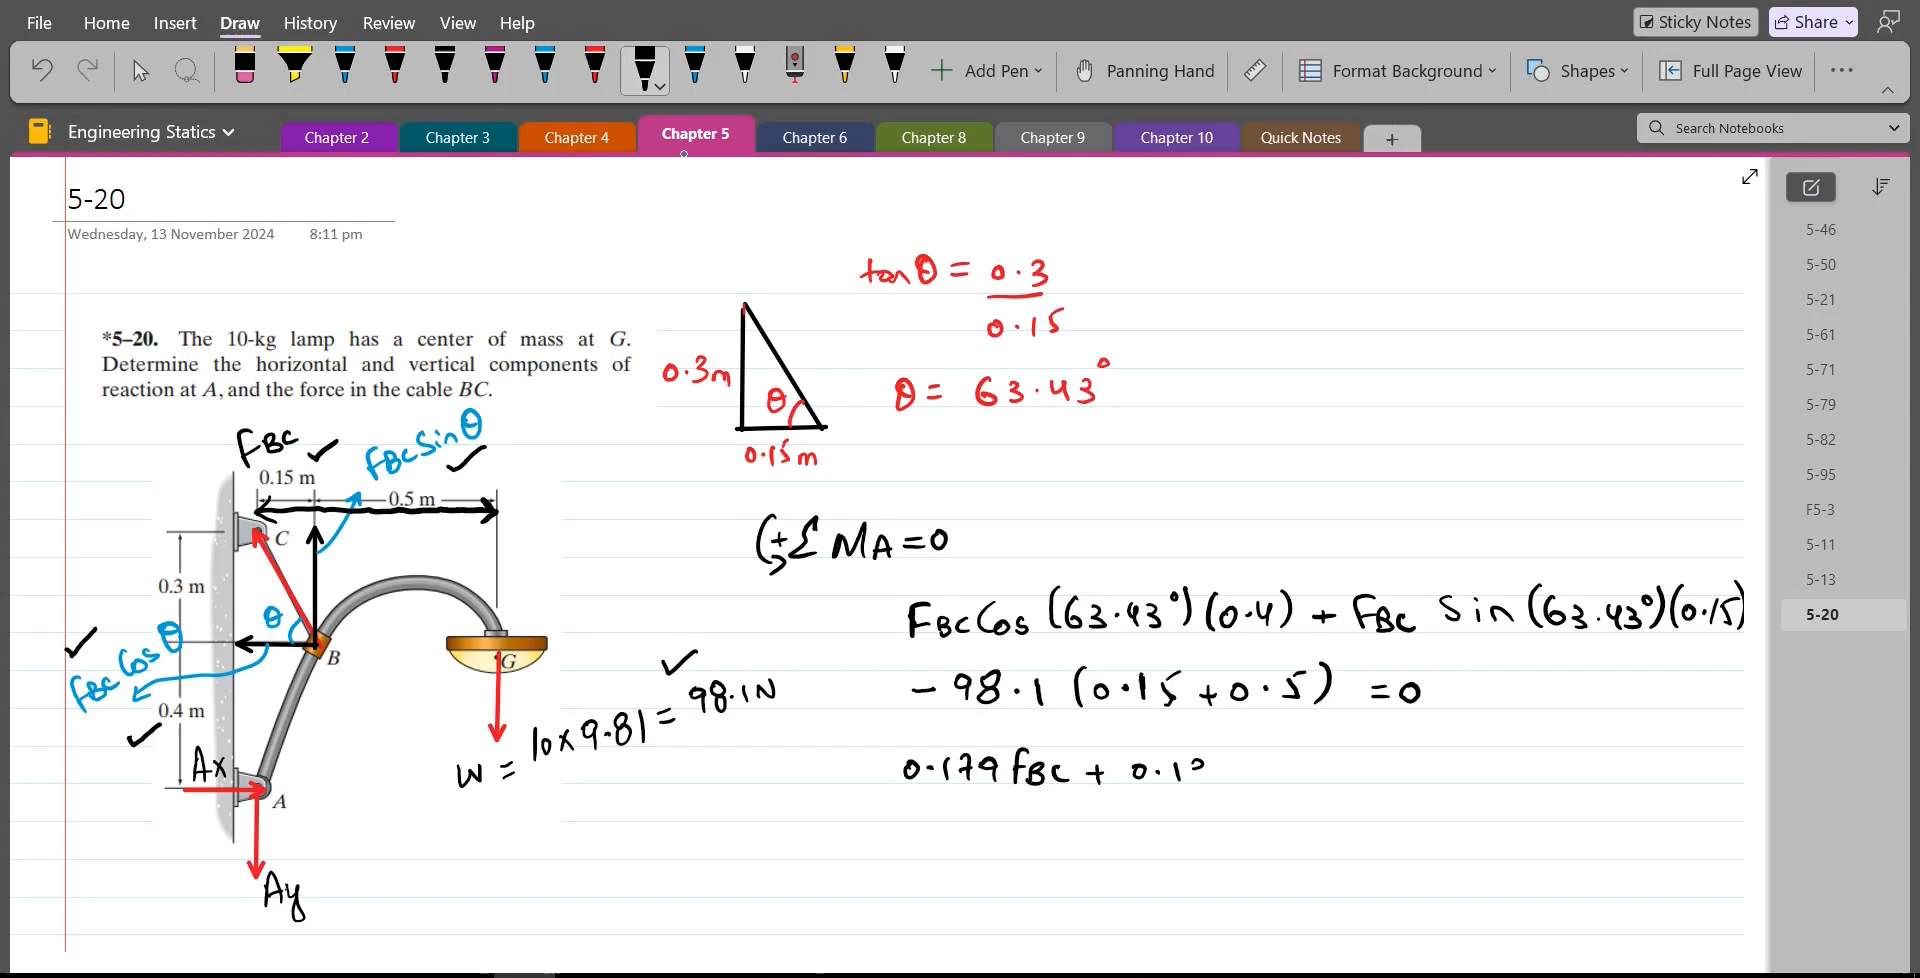 File Home Insert Draw History Review View Help Sticky Notes Share
Add Pen Panning Hand Format Background Shapes Full Page View
Engineering Statics Chapter 2 Chapter 3 Chapter 4 Chapter 5 Chapter 6 Chapter 8 Chapter 9 Chapter 10 Quick Notes + Search Notebooks
5-20
Wednesday, 13 November 2024 8:11 pm
*5–20. The 10-kg lamp has a center of mass at G.
Determine the horizontal and vertical components of
reaction at A, and the force in the cable BC.
tan θ = 0.3
0.15
θ = 63.43°
0.3m
θ
0.15m
FBC
FBC Sin θ
0.15 m
0.5 m
C
0.3 m
θ
B
G
FBC Cos θ
0.4 m
Ax
A
Ay
W = 10×9.81 = 98.1N
(+ Σ MA = 0
FBC Cos (63.43°)(0.4) + FBC Sin (63.43°)(0.15)
- 98.1 (0.15 + 0.5) = 0
0.179 FBC + 0.1
5-46
5-50
5-21
5-61
5-71
5-79
5-82
5-95
F5-3
5-11
5-13
5-20